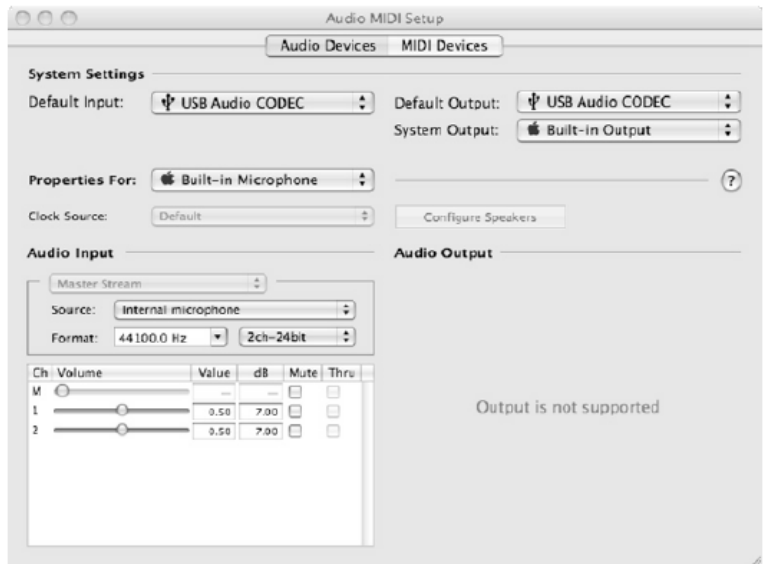 Audio MIDI Setup
Audio Devices MIDI Devices
System Settings
Default Input: USB Audio CODEC
Default Output: USB Audio CODEC
System Output: Built-in Output
Properties For: Built-in Microphone
?
Clock Source: Default
Configure Speakers
Audio Input
Audio Output
Master Stream
Source: Internal microphone
Format: 44100.0 Hz 2ch-24bit
Ch Volume Value dB Mute Thru
M — —
1 0.50 7.00
2 0.50 7.00
Output is not supported